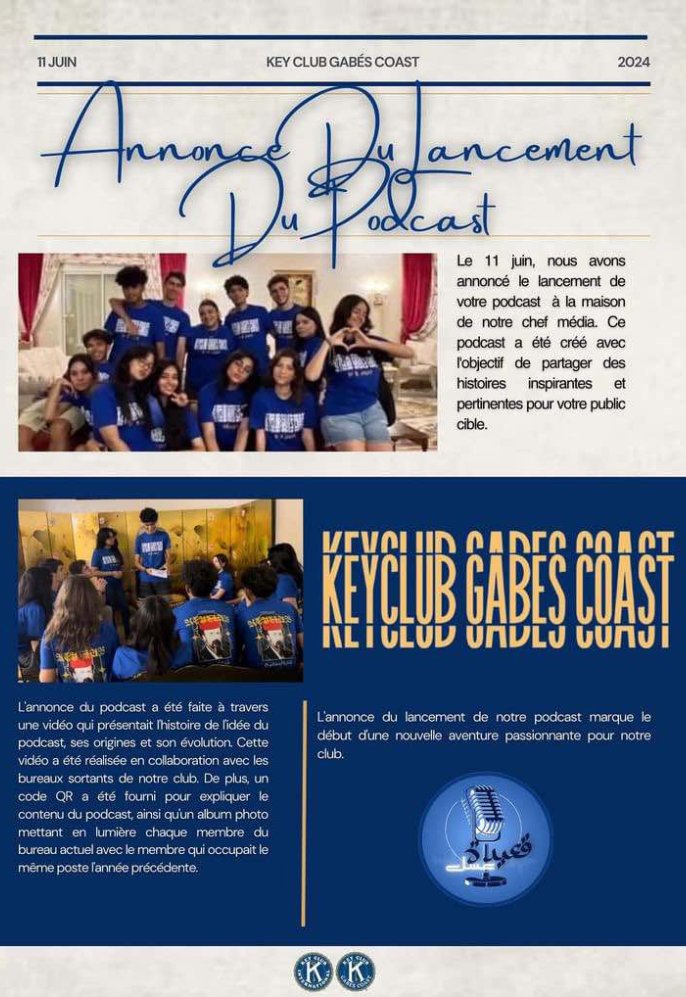 11 JUIN
KEY CLUB GABÉS COAST
2024
Annonce Du Lancement
Du Podcast
Le 11 juin, nous avons
annoncé le lancement de
votre podcast à la maison
de notre chef média. Ce
podcast a été créé avec
l'objectif de partager des
histoires inspirantes et
pertinentes pour votre public
cible.
KEYCLUB GABES COAST
L'annonce du podcast a été faite à travers
une vidéo qui présentait l'histoire de l'idée du
podcast, ses origines et son évolution. Cette
vidéo a été réalisée en collaboration avec les
bureaux sortants de notre club. De plus, un
code QR a été fourni pour expliquer le
contenu du podcast, ainsi qu'un album photo
mettant en lumière chaque membre du
bureau actuel avec le membre qui occupait le
même poste l'année précédente.
L'annonce du lancement de notre podcast marque le
début d'une nouvelle aventure passionnante pour notre
club.
KEY CLUB
K
INTERNATIONAL
KEY CLUB
K
GABES COAST